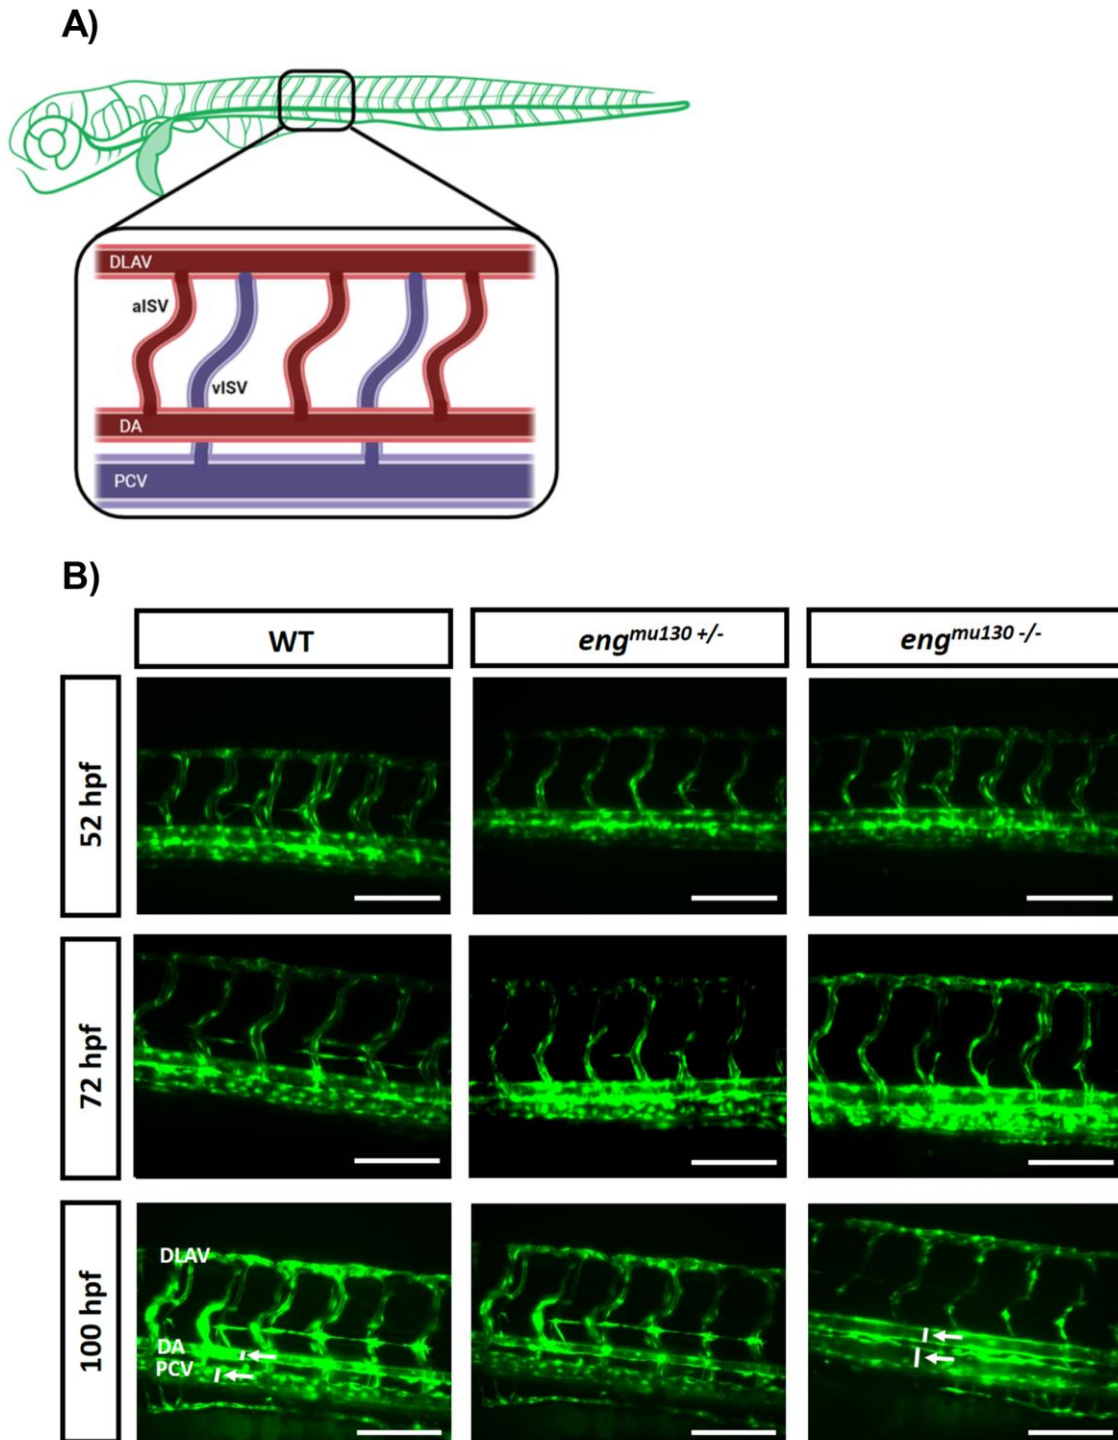 A)
DLAV
aISV
vISV
DA
PCV
B)
WT
eng^mu130 +/-
eng^mu130 -/-
52 hpf
72 hpf
100 hpf
DLAV
DA
PCV